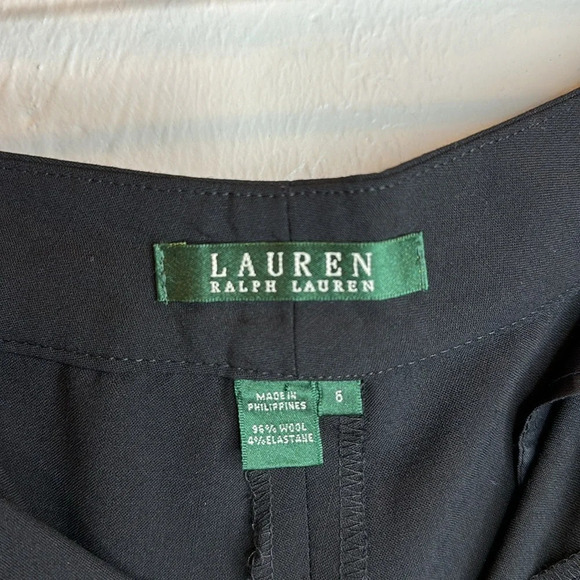 LAUREN
RALPH LAUREN
MADE IN
PHILIPPINES
6
96% WOOL
4% ELASTANE